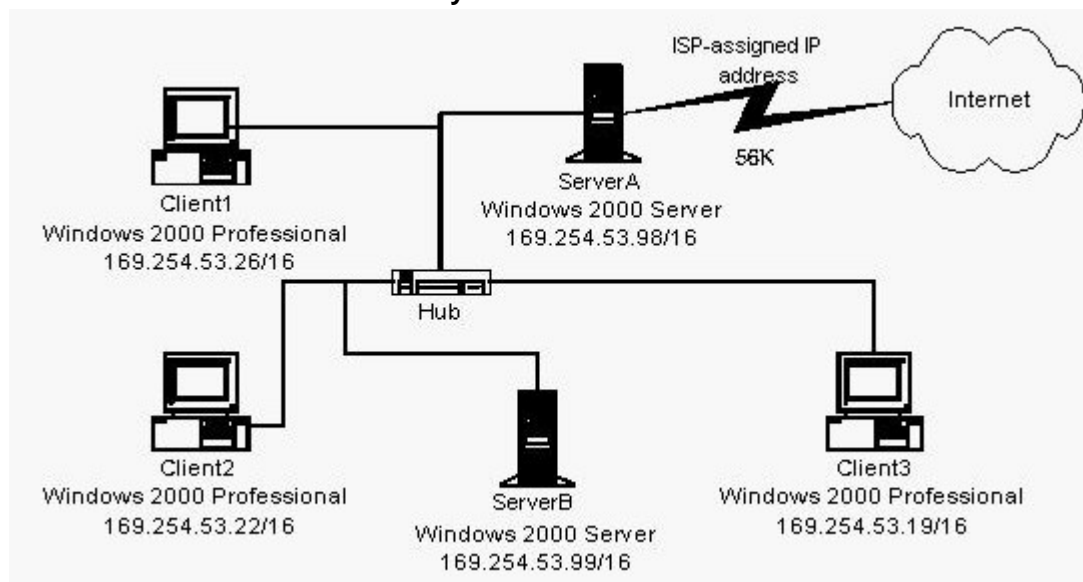 ISP-assigned IP
address
Internet
56K
Client1
Windows 2000 Professional
169.254.53.26/16
ServerA
Windows 2000 Server
169.254.53.98/16
Hub
Client2
Windows 2000 Professional
169.254.53.22/16
ServerB
Windows 2000 Server
169.254.53.99/16
Client3
Windows 2000 Professional
169.254.53.19/16